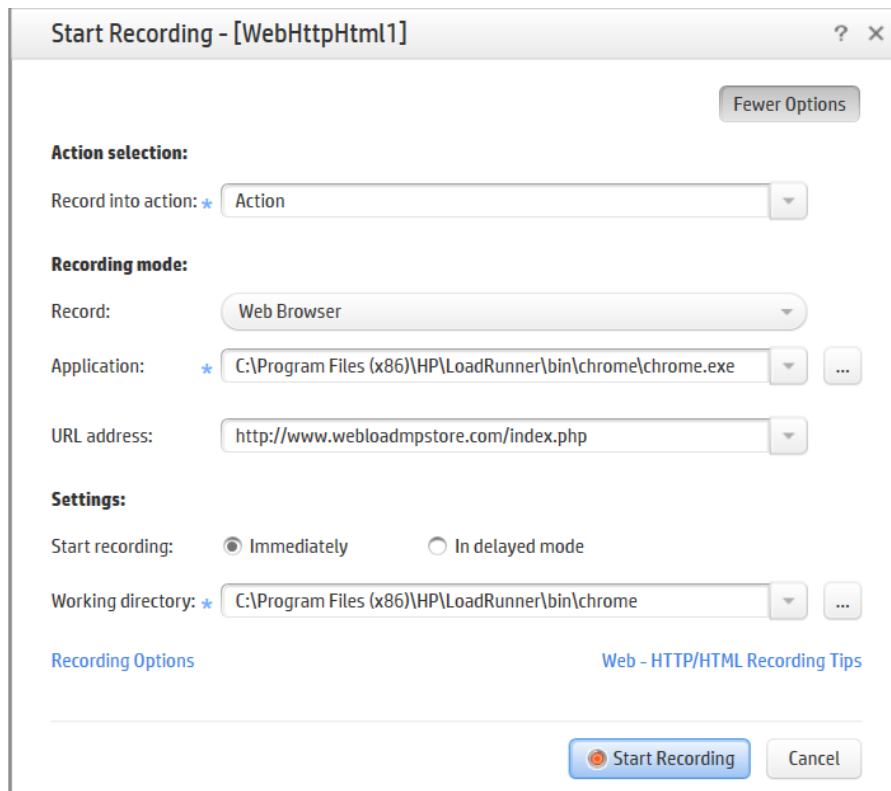 Start Recording - [WebHttpHtml1] ? ×
Fewer Options
Action selection:
Record into action: * Action
Recording mode:
Record: Web Browser
Application: * C:\Program Files (x86)\HP\LoadRunner\bin\chrome\chrome.exe ...
URL address: http://www.webloadmpstore.com/index.php
Settings:
Start recording: Immediately In delayed mode
Working directory: * C:\Program Files (x86)\HP\LoadRunner\bin\chrome ...
Recording Options Web - HTTP/HTML Recording Tips
Start Recording Cancel